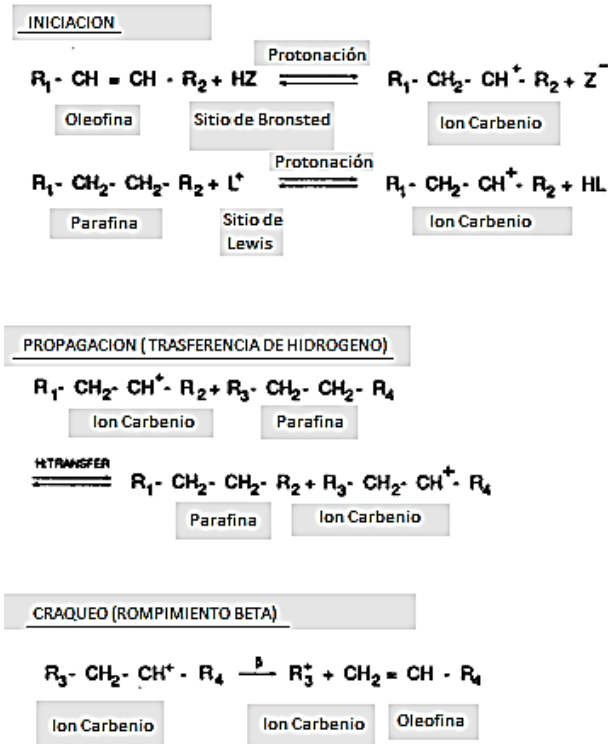 INICIACION
Protonación
R₁- CH = CH - R₂ + HZ ⇌ R₁- CH₂- CH⁺- R₂ + Z⁻
Oleofina Sitio de Bronsted Ion Carbenio
Protonación
R₁- CH₂- CH₂- R₂ + L⁺ ⇌ R₁- CH₂- CH⁺- R₂ + HL
Parafina Sitio de Ion Carbenio
Lewis
PROPAGACION ( TRASFERENCIA DE HIDROGENO)
R₁- CH₂- CH⁺- R₂ + R₃- CH₂- CH₂- R₄
Ion Carbenio Parafina
H:TRANSFER
⇌ R₁- CH₂- CH₂- R₂ + R₃- CH₂- CH⁺- R₄
Parafina Ion Carbenio
CRAQUEO (ROMPIMIENTO BETA)
β
R₃- CH₂- CH⁺ - R₄ → R₃⁺ + CH₂ = CH - R₄
Ion Carbenio Ion Carbenio Oleofina